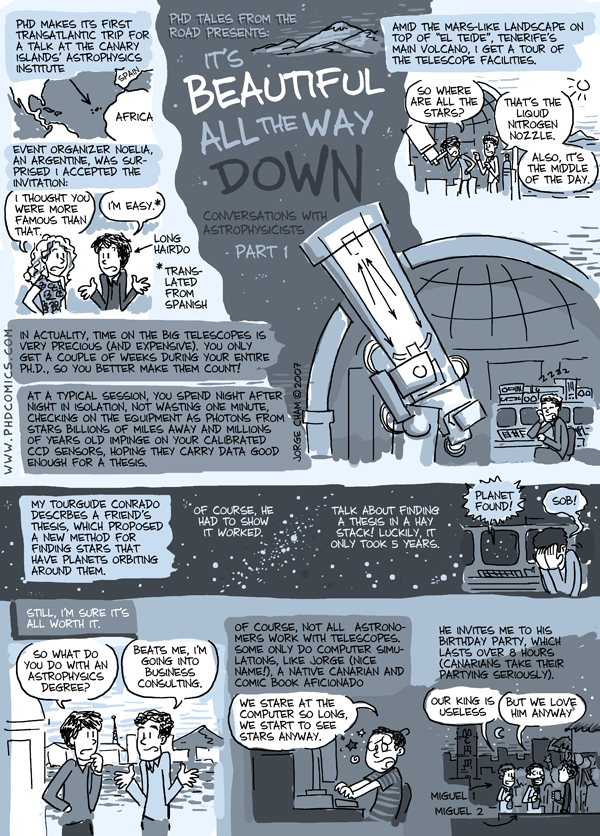 PHD MAKES ITS FIRST
TRANSATLANTIC TRIP FOR
A TALK AT THE CANARY
ISLANDS' ASTROPHYSICS
INSTITUTE
SPAIN
AFRICA
EVENT ORGANIZER NOELIA,
AN ARGENTINE, WAS SUR-
PRISED I ACCEPTED THE
INVITATION:
I THOUGHT YOU
WERE MORE
FAMOUS THAN
THAT.
I'M EASY.*
LONG
HAIRDO
* TRANS-
LATED
FROM
SPANISH
PHD TALES FROM THE
ROAD PRESENTS:
IT'S
BEAUTIFUL
ALL THE WAY
DOWN
CONVERSATIONS WITH
ASTROPHYSICISTS
PART 1
AMID THE MARS-LIKE LANDSCAPE ON
TOP OF "EL TEIDE", TENERIFE'S
MAIN VOLCANO, I GET A TOUR OF
THE TELESCOPE FACILITIES.
SO WHERE
ARE ALL THE
STARS?
THAT'S THE
LIQUID
NITROGEN
NOZZLE.
ALSO, IT'S
THE MIDDLE
OF THE DAY.
IN ACTUALITY, TIME ON THE BIG TELESCOPES IS
VERY PRECIOUS (AND EXPENSIVE). YOU ONLY
GET A COUPLE OF WEEKS DURING YOUR ENTIRE
PH.D., SO YOU BETTER MAKE THEM COUNT!
AT A TYPICAL SESSION, YOU SPEND NIGHT AFTER
NIGHT IN ISOLATION, NOT WASTING ONE MINUTE,
CHECKING ON THE EQUIPMENT AS PHOTONS FROM
STARS BILLIONS OF MILES AWAY AND MILLIONS
OF YEARS OLD IMPINGE ON YOUR CALIBRATED
CCD SENSORS, HOPING THEY CARRY DATA GOOD
ENOUGH FOR A THESIS.
WWW.PHDCOMICS.COM
JORGE CHAM © 2007
ZZZZ
MY TOURGUIDE CONRADO
DESCRBES A FRIEND'S
THESIS, WHICH PROPOSED
A NEW METHOD FOR
FINDING STARS THAT
HAVE PLANETS ORBITING
AROUND THEM.
OF COURSE, HE
HAD TO SHOW
IT WORKED.
TALK ABOUT FINDING
A THESIS IN A HAY
STACK! LUCKILY, IT
ONLY TOOK 5 YEARS.
PLANET
FOUND!
SOB!
STILL, I'M SURE IT'S
ALL WORTH IT.
SO WHAT DO
YOU DO WITH AN
ASTROPHYSICS
DEGREE?
BEATS ME, I'M
GOING INTO
BUSINESS
CONSULTING.
OF COURSE, NOT ALL ASTRONO-
MERS WORK WITH TELESCOPES.
SOME ONLY DO COMPUTER SIMU-
LATIONS, LIKE JORGE (NICE
NAME!), A NATIVE CANARIAN AND
COMIC BOOK AFICIONADO
WE STARE AT THE
COMPUTER SO LONG,
WE START TO SEE
STARS ANYWAY.
HE INVITES ME TO HIS
BIRTHDAY PARTY, WHICH
LASTS OVER 8 HOURS
(CANARIANS TAKE THEIR
PARTYING SERIOUSLY).
OUR KING IS
USELESS
BUT WE LOVE
HIM ANYWAY
MIGUEL 1
MIGUEL 2